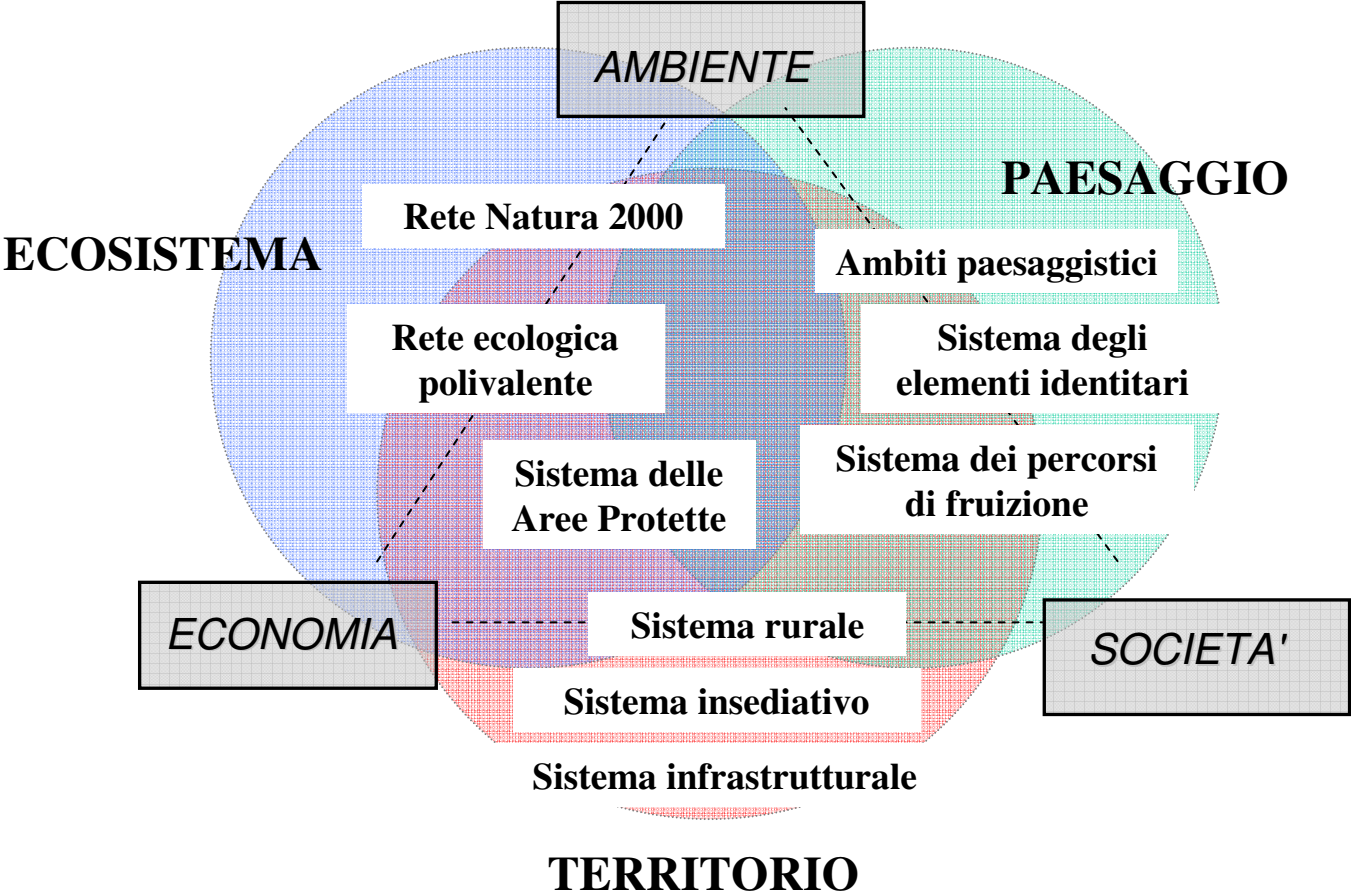 AMBIENTE
PAESAGGIO
Rete Natura 2000
ECOSISTEMA
Ambiti paesaggistici
Rete ecologica
polivalente
Sistema degli
elementi identitari
Sistema delle
Aree Protette
Sistema dei percorsi
di fruizione
ECONOMIA
Sistema rurale
SOCIETA'
Sistema insediativo
Sistema infrastrutturale
TERRITORIO